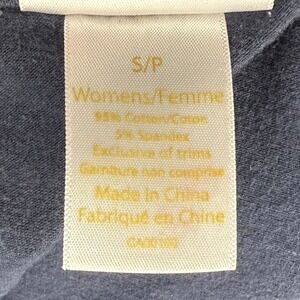 S/P
Womens/Femme
95% Cotton/Coton
5% Spandex
Exclusive of trims
Garniture non comprise
Made in China
Fabriqué en Chine